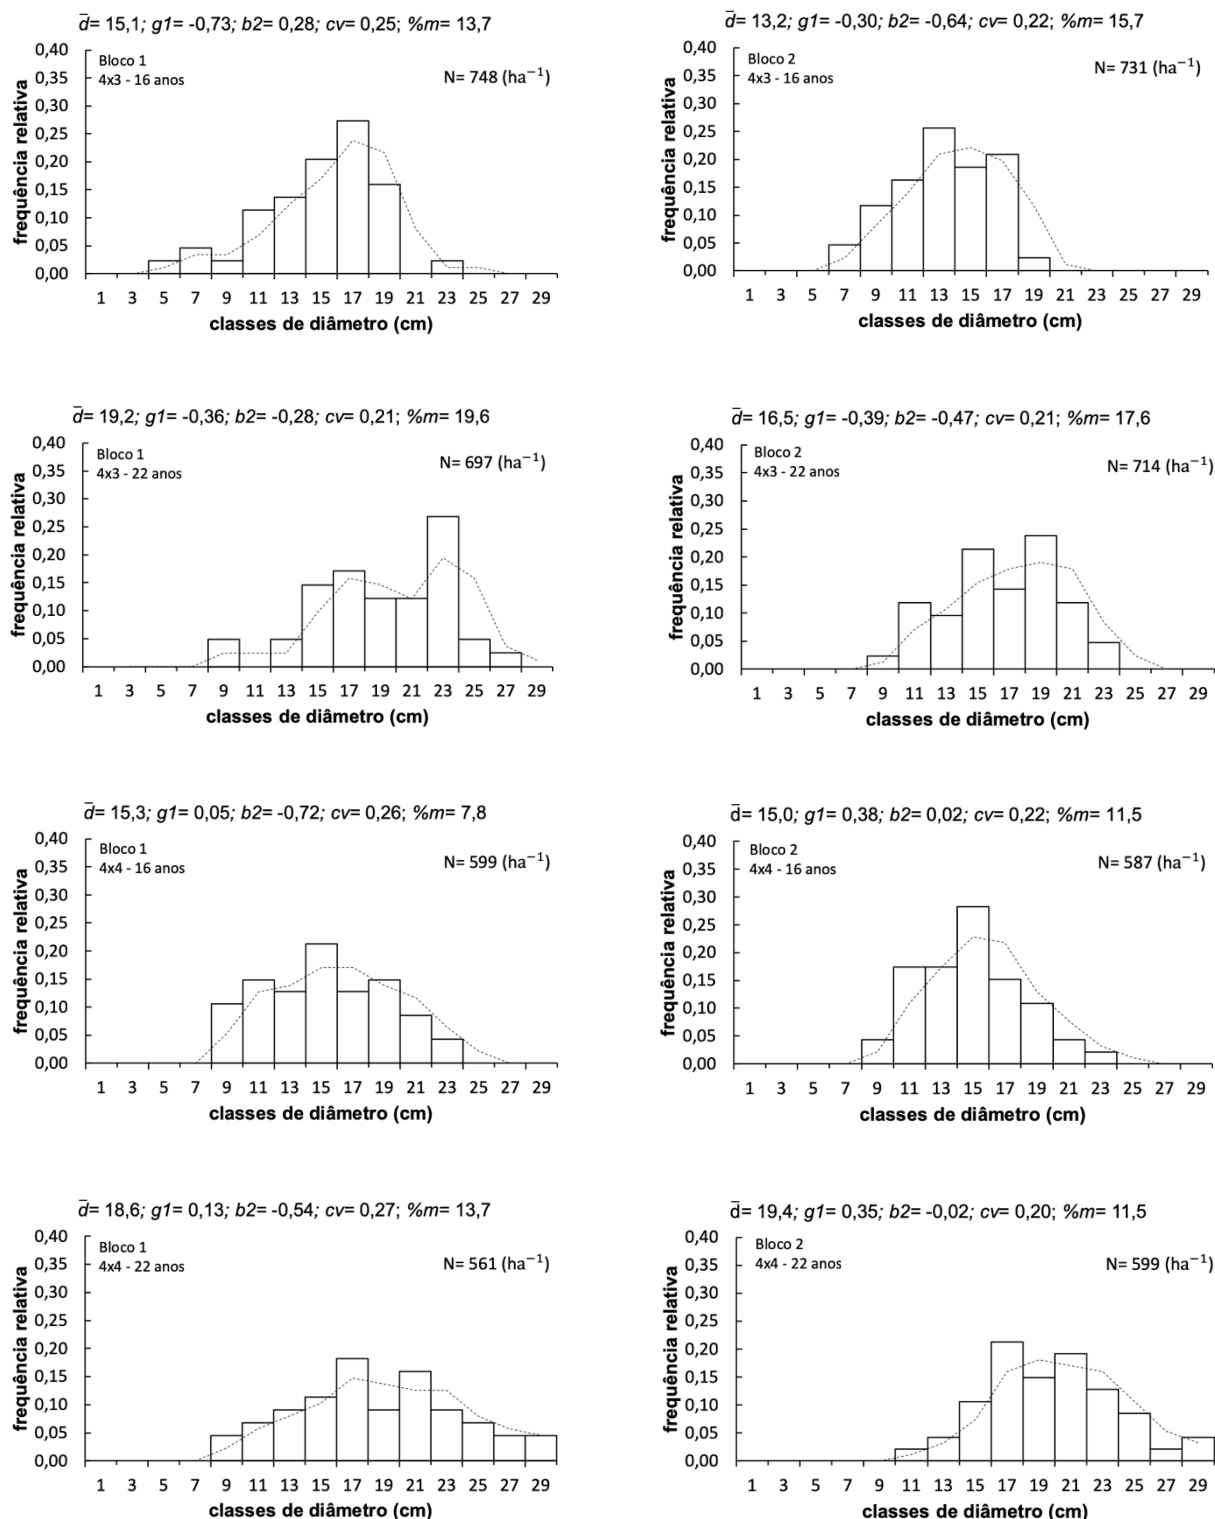 d̅= 15,1; g1= -0,73; b2= 0,28; cv= 0,25; %m= 13,7
Bloco 1
4x3 - 16 anos
N= 748 (ha⁻¹)
frequência relativa
0,40
0,35
0,30
0,25
0,20
0,15
0,10
0,05
0,00
1 3 5 7 9 11 13 15 17 19 21 23 25 27 29
classes de diâmetro (cm)
d̅= 13,2; g1= -0,30; b2= -0,64; cv= 0,22; %m= 15,7
Bloco 2
4x3 - 16 anos
N= 731 (ha⁻¹)
frequência relativa
0,40
0,35
0,30
0,25
0,20
0,15
0,10
0,05
0,00
1 3 5 7 9 11 13 15 17 19 21 23 25 27 29
classes de diâmetro (cm)
d̅= 19,2; g1= -0,36; b2= -0,28; cv= 0,21; %m= 19,6
Bloco 1
4x3 - 22 anos
N= 697 (ha⁻¹)
frequência relativa
0,40
0,35
0,30
0,25
0,20
0,15
0,10
0,05
0,00
1 3 5 7 9 11 13 15 17 19 21 23 25 27 29
classes de diâmetro (cm)
d̅= 16,5; g1= -0,39; b2= -0,47; cv= 0,21; %m= 17,6
Bloco 2
4x3 - 22 anos
N= 714 (ha⁻¹)
frequência relativa
0,40
0,35
0,30
0,25
0,20
0,15
0,10
0,05
0,00
1 3 5 7 9 11 13 15 17 19 21 23 25 27 29
classes de diâmetro (cm)
d̅= 15,3; g1= 0,05; b2= -0,72; cv= 0,26; %m= 7,8
Bloco 1
4x4 - 16 anos
N= 599 (ha⁻¹)
frequência relativa
0,40
0,35
0,30
0,25
0,20
0,15
0,10
0,05
0,00
1 3 5 7 9 11 13 15 17 19 21 23 25 27 29
classes de diâmetro (cm)
d̅= 15,0; g1= 0,38; b2= 0,02; cv= 0,22; %m= 11,5
Bloco 2
4x4 - 16 anos
N= 587 (ha⁻¹)
frequência relativa
0,40
0,35
0,30
0,25
0,20
0,15
0,10
0,05
0,00
1 3 5 7 9 11 13 15 17 19 21 23 25 27 29
classes de diâmetro (cm)
d̅= 18,6; g1= 0,13; b2= -0,54; cv= 0,27; %m= 13,7
Bloco 1
4x4 - 22 anos
N= 561 (ha⁻¹)
frequência relativa
0,40
0,35
0,30
0,25
0,20
0,15
0,10
0,05
0,00
1 3 5 7 9 11 13 15 17 19 21 23 25 27 29
classes de diâmetro (cm)
d̅= 19,4; g1= 0,35; b2= -0,02; cv= 0,20; %m= 11,5
Bloco 2
4x4 - 22 anos
N= 599 (ha⁻¹)
frequência relativa
0,40
0,35
0,30
0,25
0,20
0,15
0,10
0,05
0,00
1 3 5 7 9 11 13 15 17 19 21 23 25 27 29
classes de diâmetro (cm)